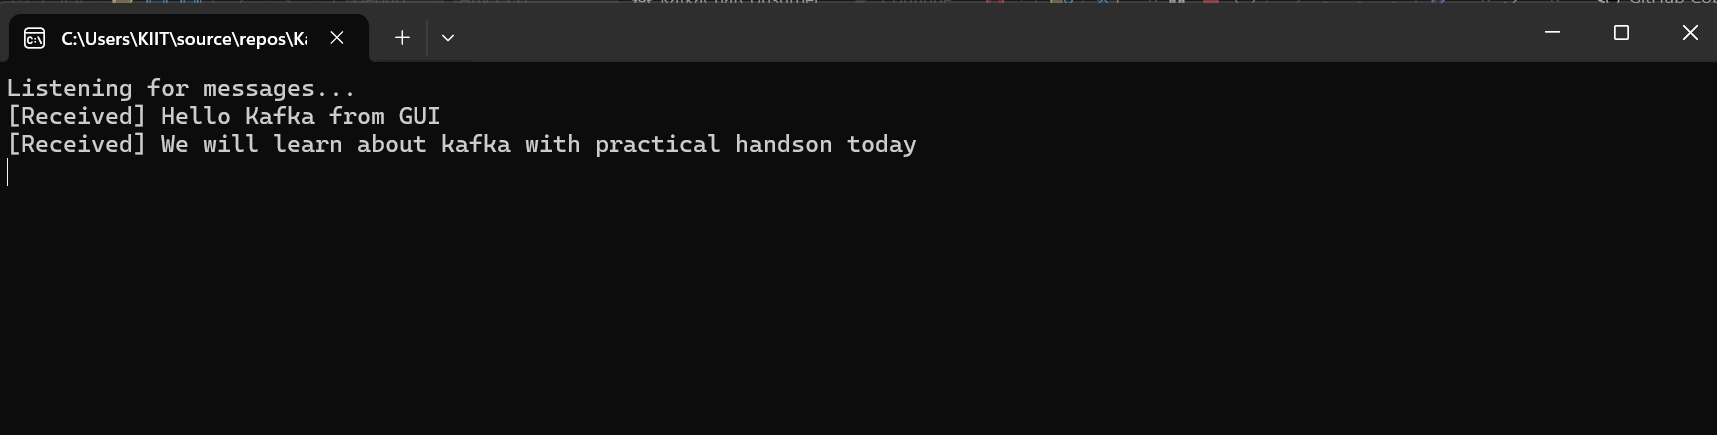 C:\Users\KIIT\source\repos\Ka
Listening for messages...
[Received] Hello Kafka from GUI
[Received] We will learn about kafka with practical handson today